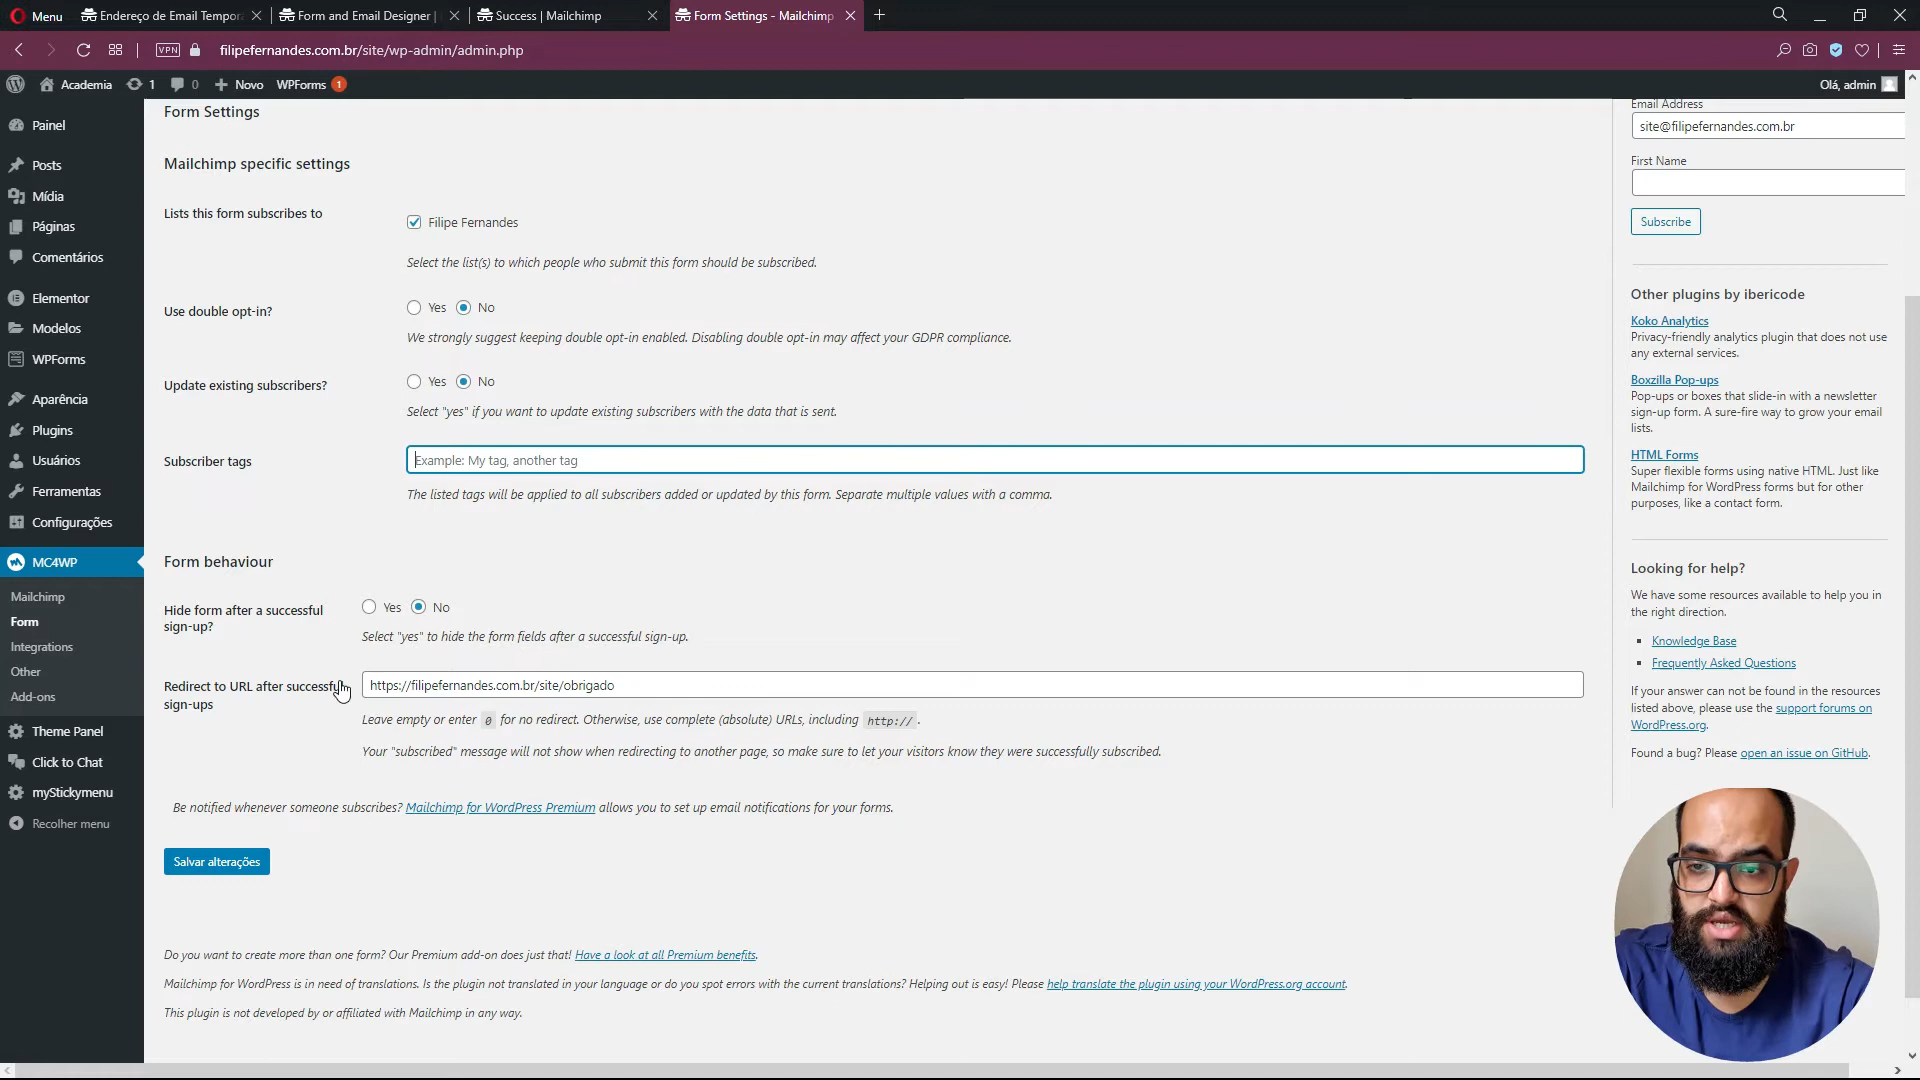 Menu
Endereço de Email Tempora
Form and Email Designer |
Success | Mailchimp
Form Settings - Mailchimp
VPN
filipefernandes.com.br/site/wp-admin/admin.php
Academia
1
0
Novo
WPForms
1
Olá, admin
Painel
Posts
Mídia
Páginas
Comentários
Elementor
Modelos
WPForms
Aparência
Plugins
Usuários
Ferramentas
Configurações
MC4WP
Mailchimp
Form
Integrations
Other
Add-ons
Theme Panel
Click to Chat
myStickymenu
Recolher menu
Form Settings
Mailchimp specific settings
Lists this form subscribes to
Filipe Fernandes
Select the list(s) to which people who submit this form should be subscribed.
Use double opt-in?
Yes No
We strongly suggest keeping double opt-in enabled. Disabling double opt-in may affect your GDPR compliance.
Update existing subscribers?
Yes No
Select "yes" if you want to update existing subscribers with the data that is sent.
Subscriber tags
Example: My tag, another tag
The listed tags will be applied to all subscribers added or updated by this form. Separate multiple values with a comma.
Form behaviour
Hide form after a successful
sign-up?
Yes No
Select "yes" to hide the form fields after a successful sign-up.
Redirect to URL after successful
sign-ups
https://filipefernandes.com.br/site/obrigado
Leave empty or enter 0 for no redirect. Otherwise, use complete (absolute) URLs, including http:// .
Your "subscribed" message will not show when redirecting to another page, so make sure to let your visitors know they were successfully subscribed.
Be notified whenever someone subscribes? Mailchimp for WordPress Premium allows you to set up email notifications for your forms.
Salvar alterações
Do you want to create more than one form? Our Premium add-on does just that! Have a look at all Premium benefits.
Mailchimp for WordPress is in need of translations. Is the plugin not translated in your language or do you spot errors with the current translations? Helping out is easy! Please help translate the plugin using your WordPress.org account.
This plugin is not developed by or affiliated with Mailchimp in any way.
Email Address
site@filipefernandes.com.br
First Name
Subscribe
Other plugins by ibericode
Koko Analytics
Privacy-friendly analytics plugin that does not use
any external services.
Boxzilla Pop-ups
Pop-ups or boxes that slide-in with a newsletter
sign-up form. A sure-fire way to grow your email
lists.
HTML Forms
Super flexible forms using native HTML. Just like
Mailchimp for WordPress forms but for other
purposes, like a contact form.
Looking for help?
We have some resources available to help you in
the right direction.
Knowledge Base
Frequently Asked Questions
If your answer can not be found in the resources
listed above, please use the support forums on
WordPress.org.
Found a bug? Please open an issue on GitHub.